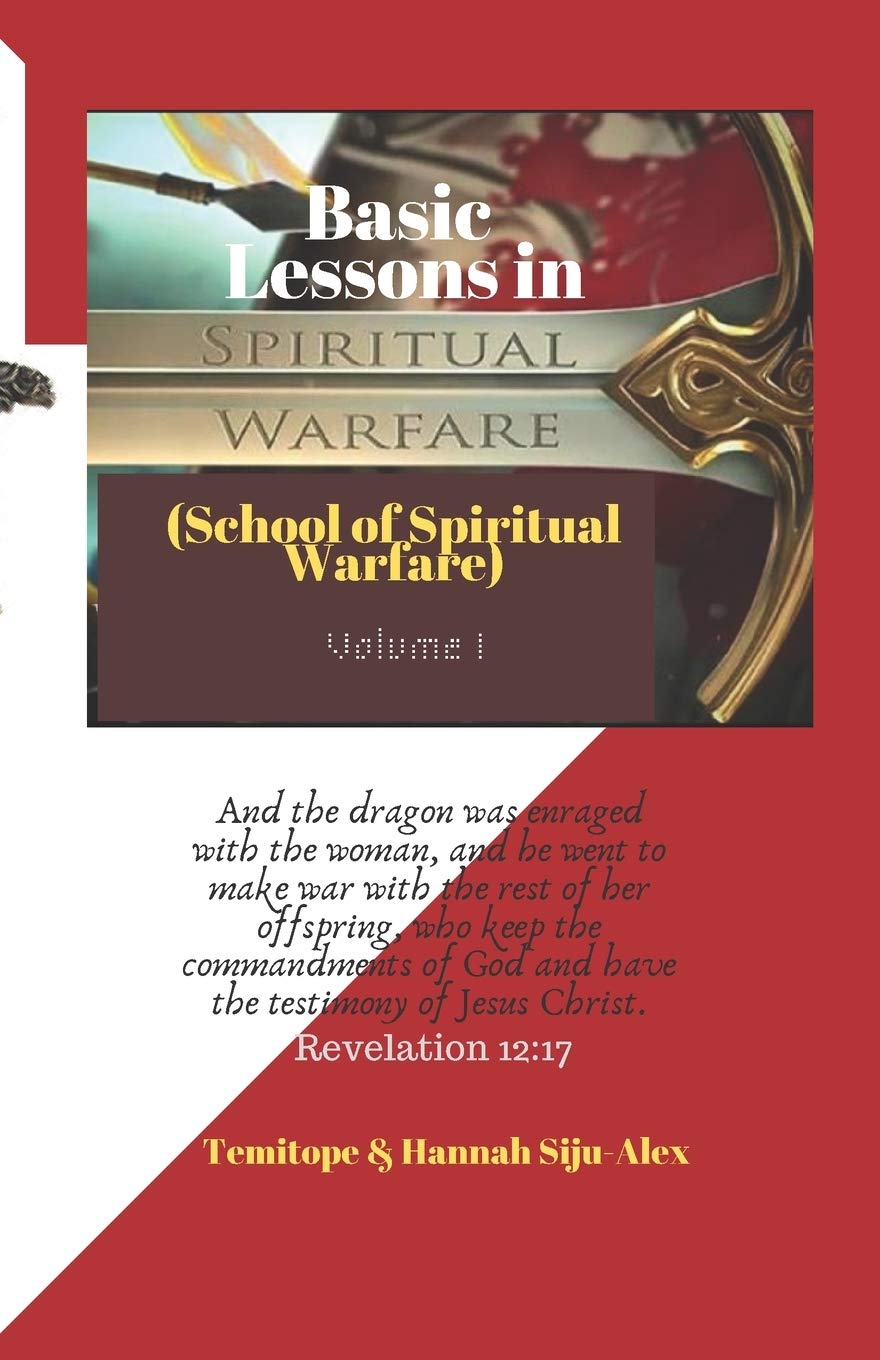 Basic
Lessons in
SPIRITUAL
WARFARE
(School of Spiritual
Warfare)
Volume 1
And the dragon was enraged
with the woman, and he went to
make war with the rest of her
offspring, who keep the
commandments of God and have
the testimony of Jesus Christ.
Revelation 12:17
Temitope & Hannah Siju-Alex